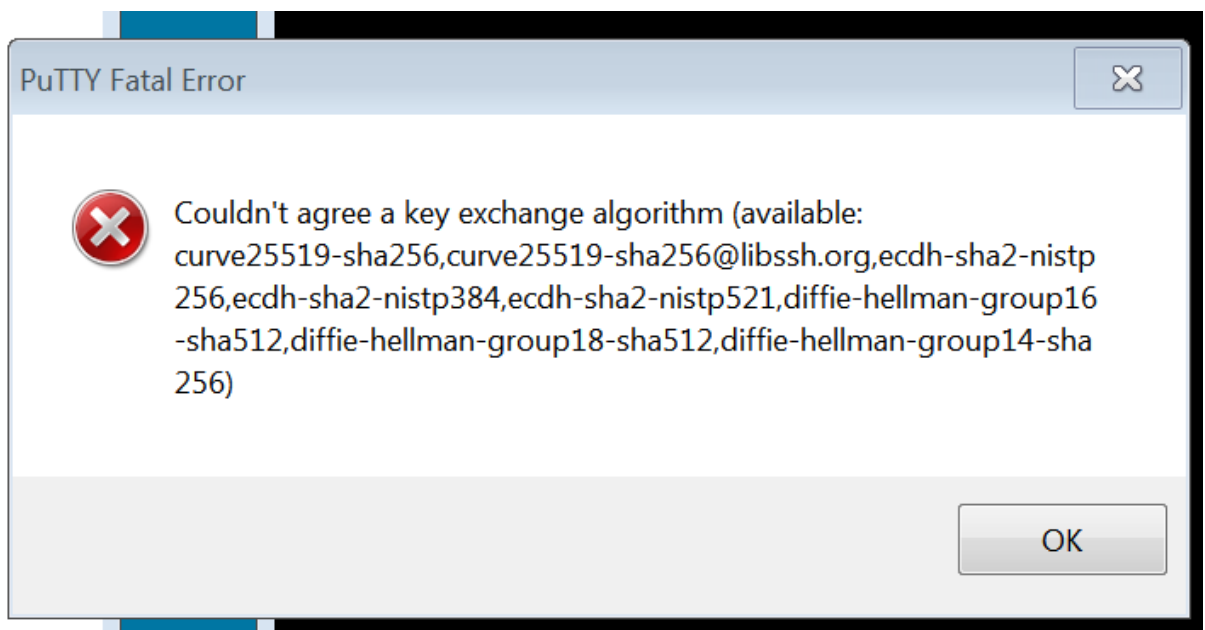 PuTTY Fatal Error
Couldn't agree a key exchange algorithm (available:
curve25519-sha256,curve25519-sha256@libssh.org,ecdh-sha2-nistp
256,ecdh-sha2-nistp384,ecdh-sha2-nistp521,diffie-hellman-group16
-sha512,diffie-hellman-group18-sha512,diffie-hellman-group14-sha
256)
OK